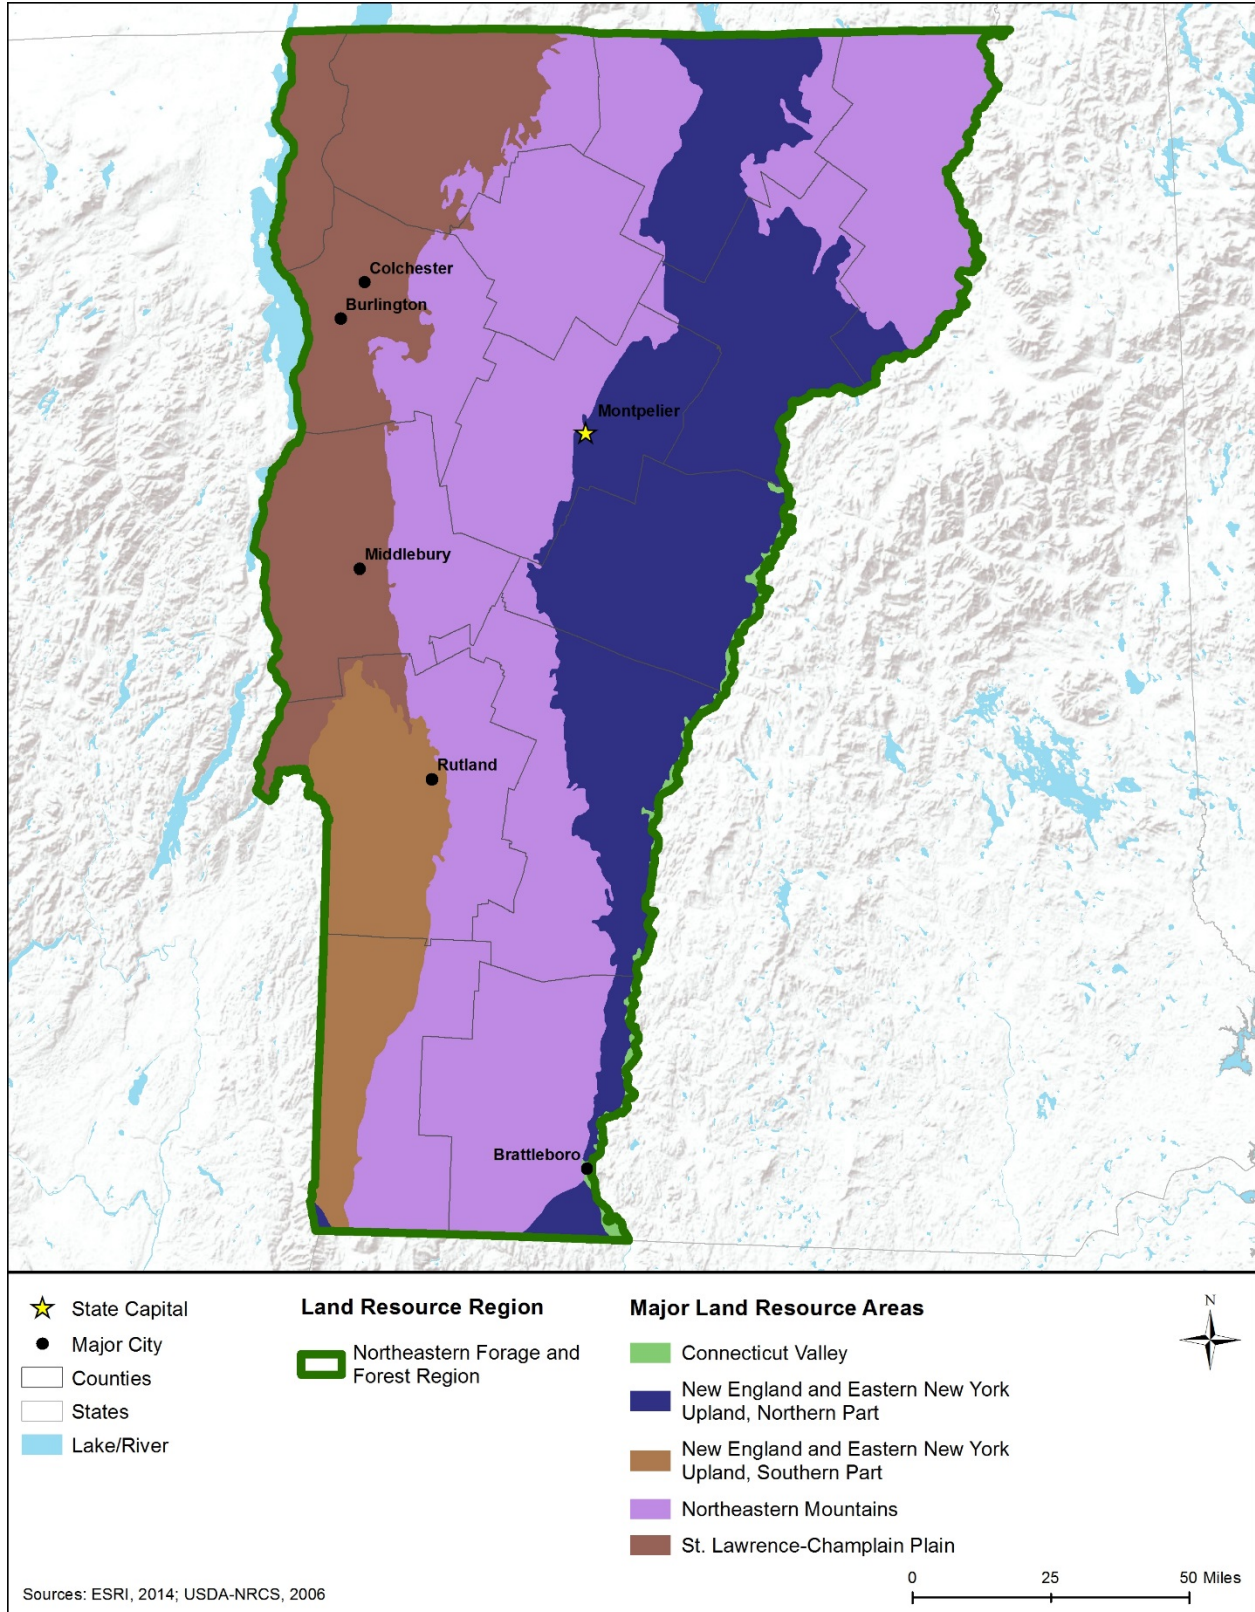 Colchester
Burlington
Montpelier
Middlebury
Rutland
Brattleboro
State Capital
Major City
Counties
States
Lake/River
Land Resource Region
Northeastern Forage and
Forest Region
Major Land Resource Areas
Connecticut Valley
New England and Eastern New York
Upland, Northern Part
New England and Eastern New York
Upland, Southern Part
Northeastern Mountains
St. Lawrence-Champlain Plain
N
0 25 50 Miles
Sources: ESRI, 2014; USDA-NRCS, 2006